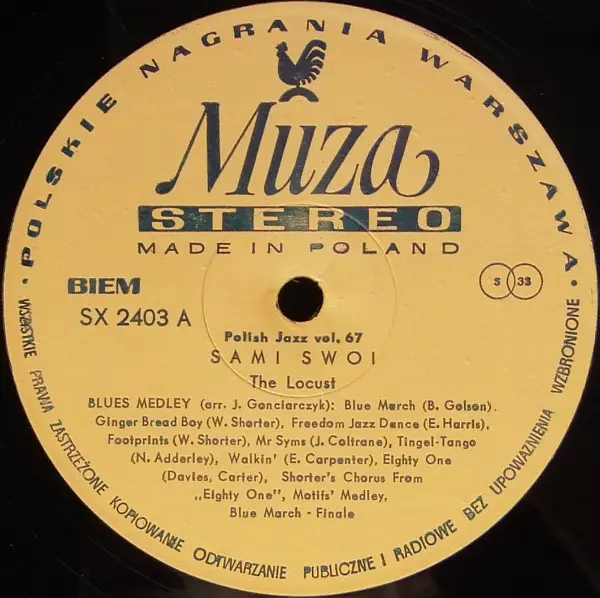 · POLSKIE NAGRANIA WARSZAWA ·
Muza
STEREO
MADE IN POLAND
BIEM
S 33
SX 2403 A
Polish Jazz vol. 67
SAMI SWOI
The Locust
BLUES MEDLEY (arr. J. Gonciarczyk): Blue March (B. Golson).
Ginger Bread Boy (W. Shorter), Freedom Jazz Dance (E. Harris),
Footprints (W. Shorter), Mr Syms (J. Coltrane), Tingel-Tango
(N. Adderley), Walkin' (E. Carpenter), Eighty One
(Davies, Carter), Shorter's Chorus From
„Eighty One", Motifs' Medley,
Blue March - Finale
WSZYSTKIE PRAWA ZASTRZEŻONE KOPIOWANIE ODTWARZANIE PUBLICZNE I RADIOWE BEZ UPOWAŻNIENIA WZBRONIONE